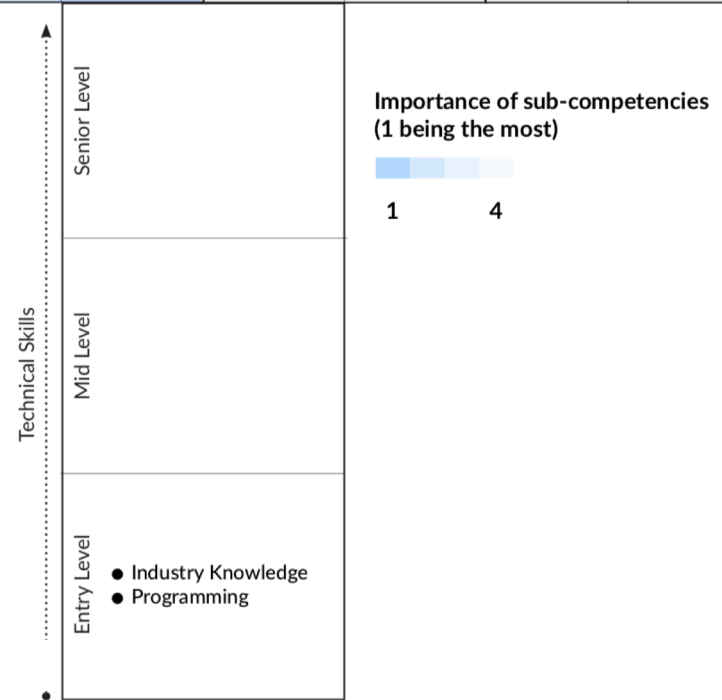 Technical Skills
Senior Level
Mid Level
Entry Level
● Industry Knowledge
● Programming
Importance of sub-competencies
(1 being the most)
1 4